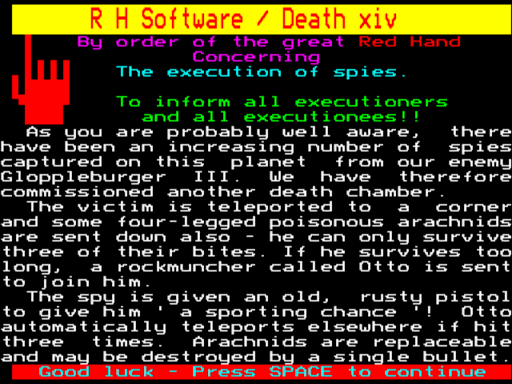 R H Software / Death xiv
By order of the great Red Hand
Concerning
The execution of spies.
To inform all executioners
and all executionees!!
As you are probably well aware, there
have been an increasing number of spies
captured on this planet from our enemy
Gloppleburger III. We have therefore
commissioned another death chamber.
The victim is teleported to a corner
and some four-legged poisonous arachnids
are sent down also - he can only survive
three of their bites. If he survives too
long, a rockmuncher called Otto is sent
to join him.
The spy is given an old, rusty pistol
to give him ' a sporting chance '! Otto
automatically teleports elsewhere if hit
three times. Arachnids are replaceable
and may be destroyed by a single bullet.
Good luck - Press SPACE to continue